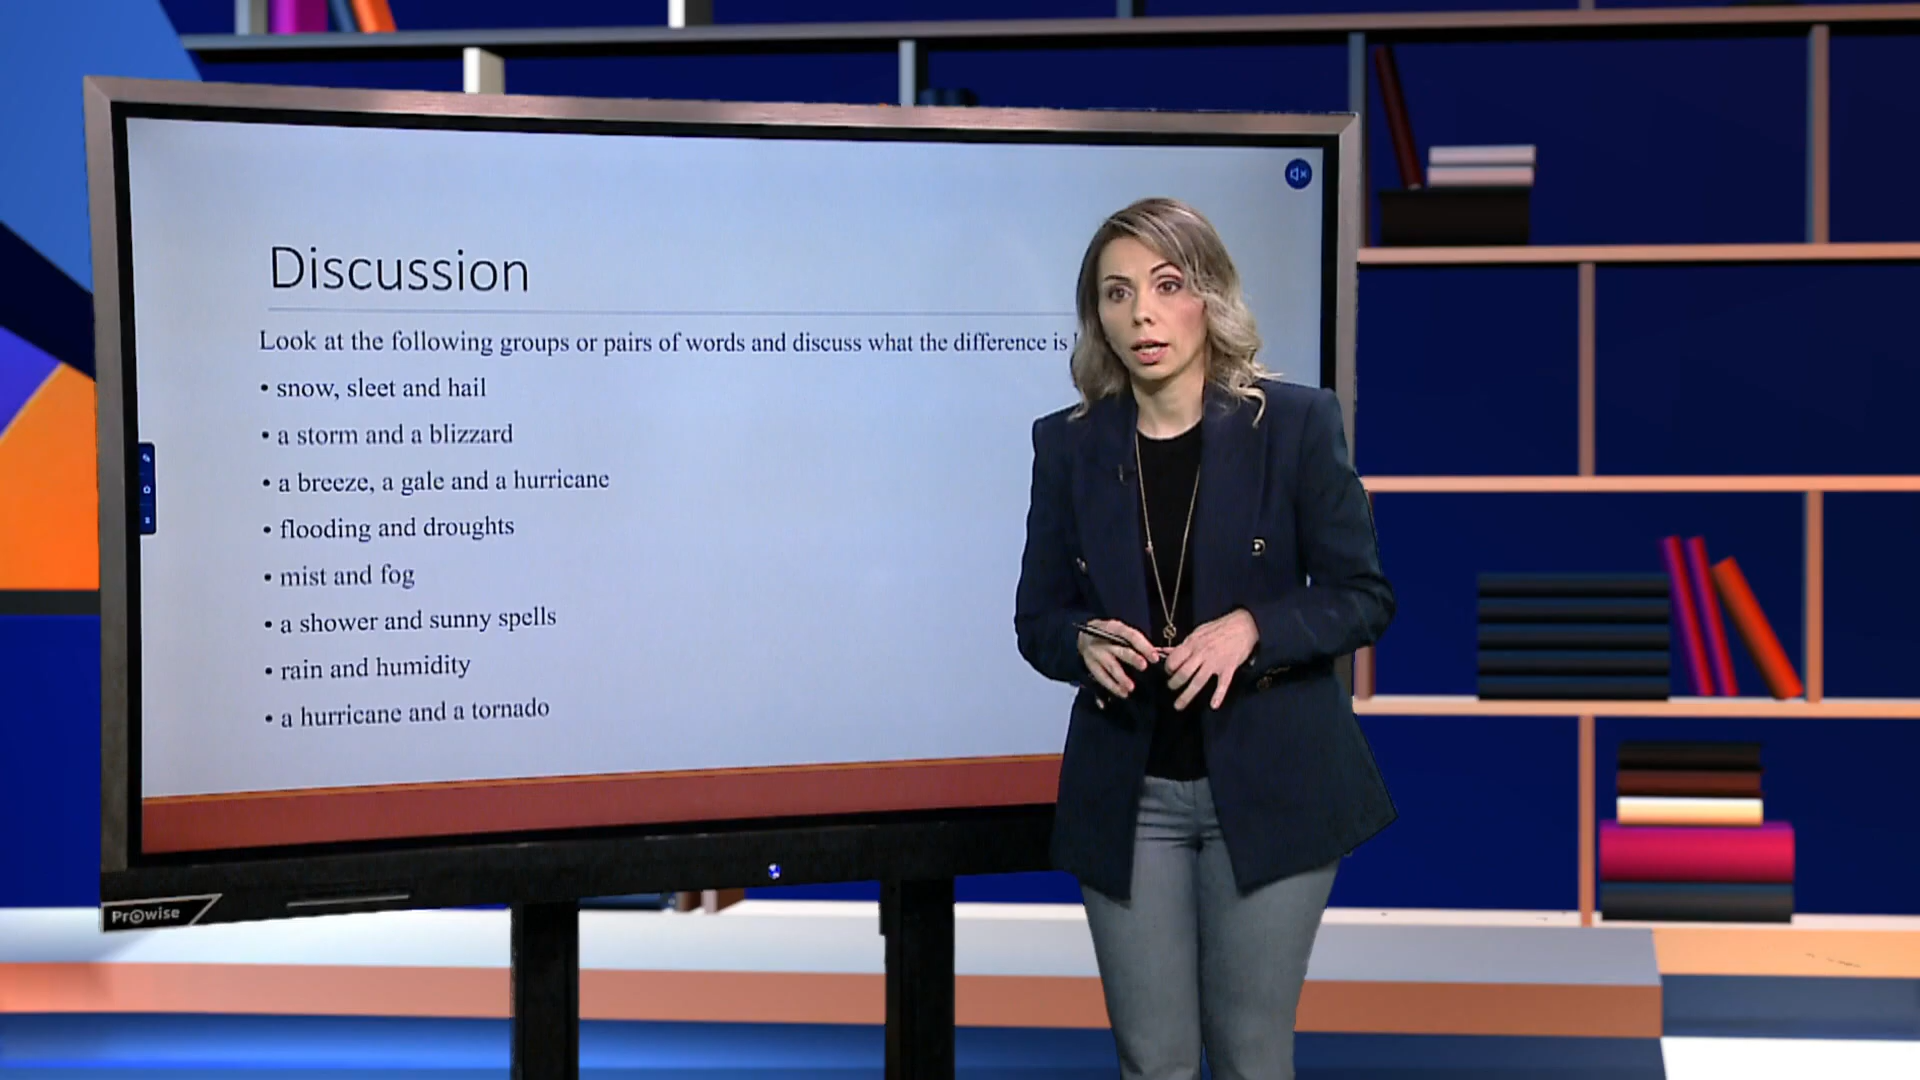 Discussion
Look at the following groups or pairs of words and discuss what the difference is
• snow, sleet and hail
• a storm and a blizzard
• a breeze, a gale and a hurricane
• flooding and droughts
• mist and fog
• a shower and sunny spells
• rain and humidity
• a hurricane and a tornado
Prowise